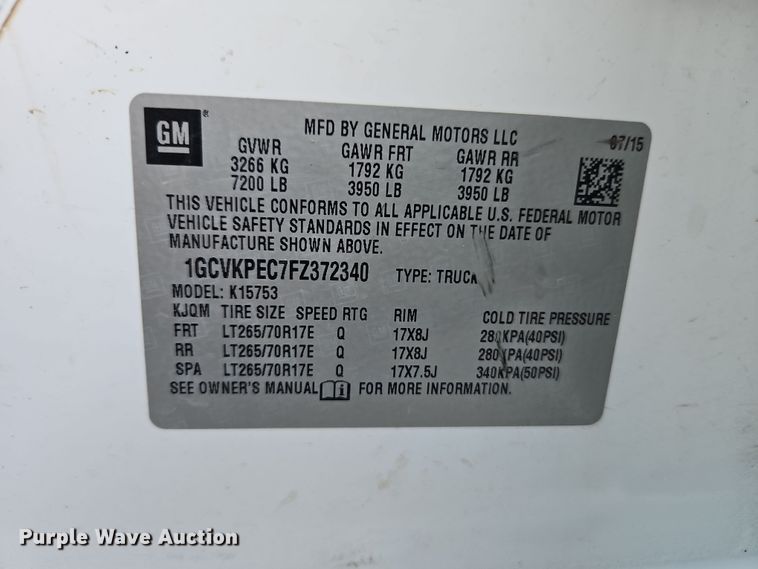 GM®
MFD BY GENERAL MOTORS LLC 07/15
GVWR GAWR FRT GAWR RR
3266 KG 1792 KG 1792 KG
7200 LB 3950 LB 3950 LB
THIS VEHICLE CONFORMS TO ALL APPLICABLE U.S. FEDERAL MOTOR
VEHICLE SAFETY STANDARDS IN EFFECT ON THE DATE OF
MANUFACTURE SHOWN ABOVE.
1GCVKPEC7FZ372340 TYPE: TRUCK
MODEL: K15753
KJQM TIRE SIZE SPEED RTG RIM COLD TIRE PRESSURE
FRT LT265/70R17E Q 17X8J 280KPA(40PSI)
RR LT265/70R17E Q 17X8J 280KPA(40PSI)
SPA LT265/70R17E Q 17X7.5J 340KPA(50PSI)
SEE OWNER'S MANUAL FOR MORE INFORMATION.
Purple Wave Auction